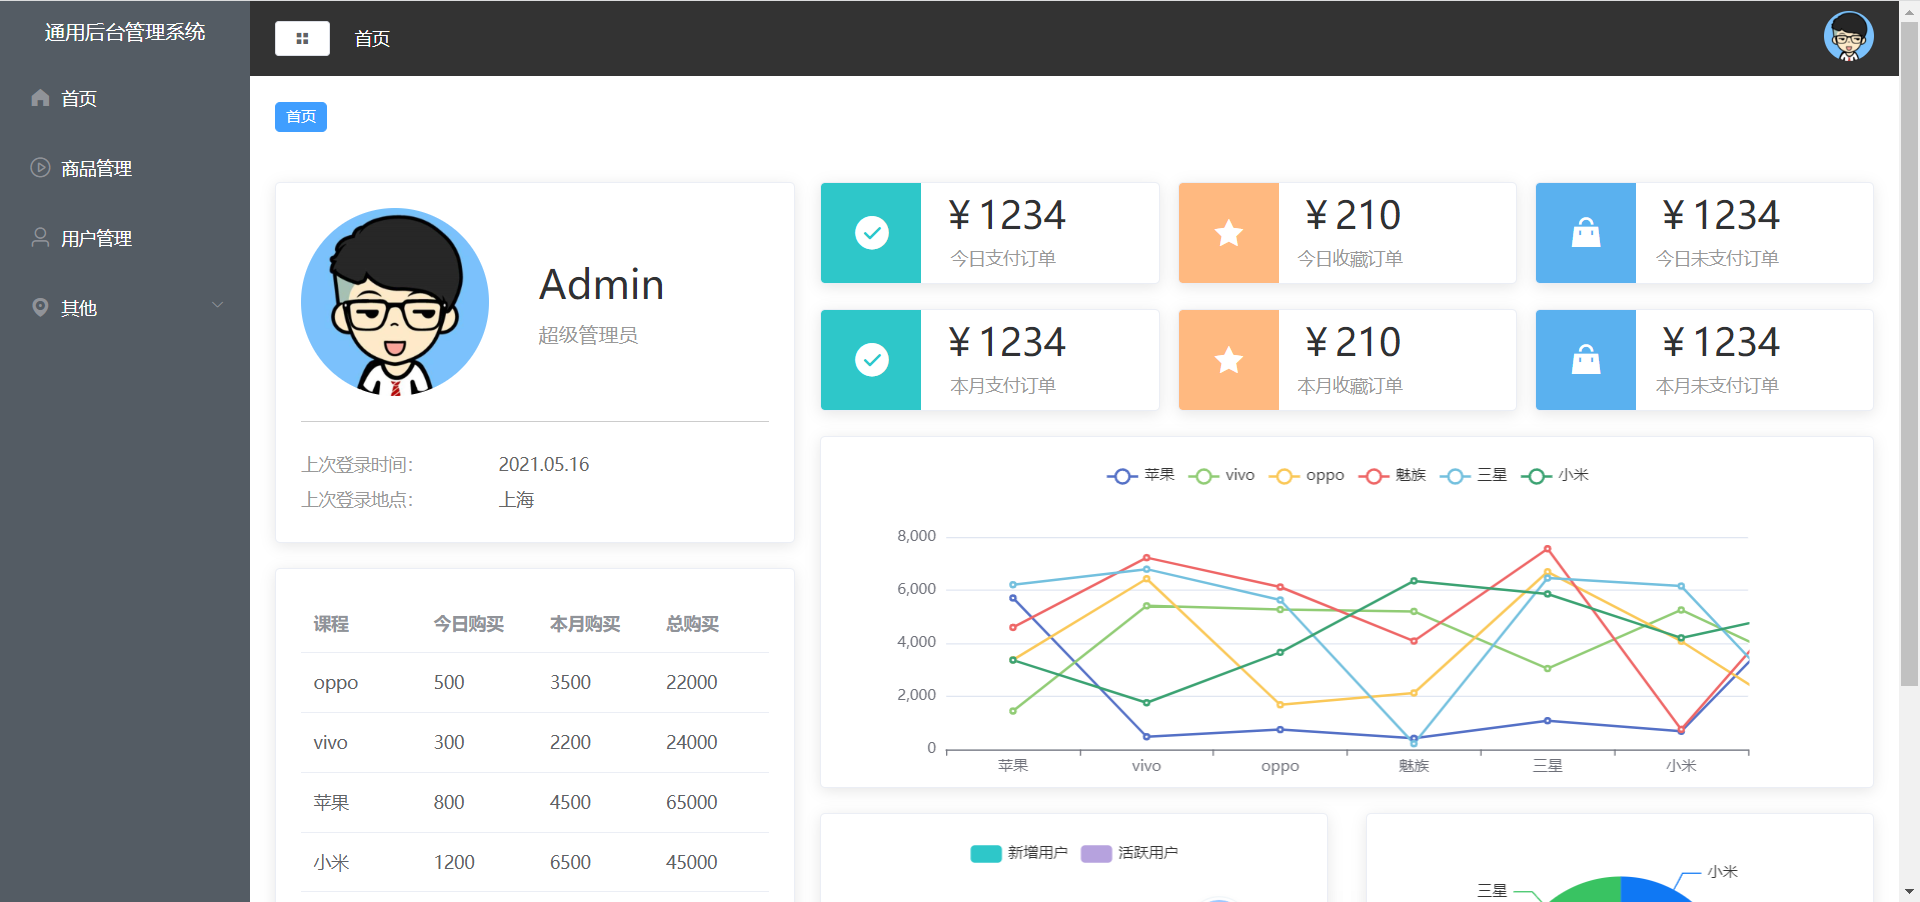 通用后台管理系统
首页
商品管理
用户管理
其他
首页
首页
Admin
超级管理员
上次登录时间： 2021.05.16
上次登录地点： 上海
课程 今日购买 本月购买 总购买
oppo 500 3500 22000
vivo 300 2200 24000
苹果 800 4500 65000
小米 1200 6500 45000
¥ 1234
今日支付订单
¥ 210
今日收藏订单
¥ 1234
今日未支付订单
¥ 1234
本月支付订单
¥ 210
本月收藏订单
¥ 1234
本月未支付订单
苹果 vivo oppo 魅族 三星 小米
8,000
6,000
4,000
2,000
0
苹果 vivo oppo 魅族 三星 小米
新增用户 活跃用户
小米
三星